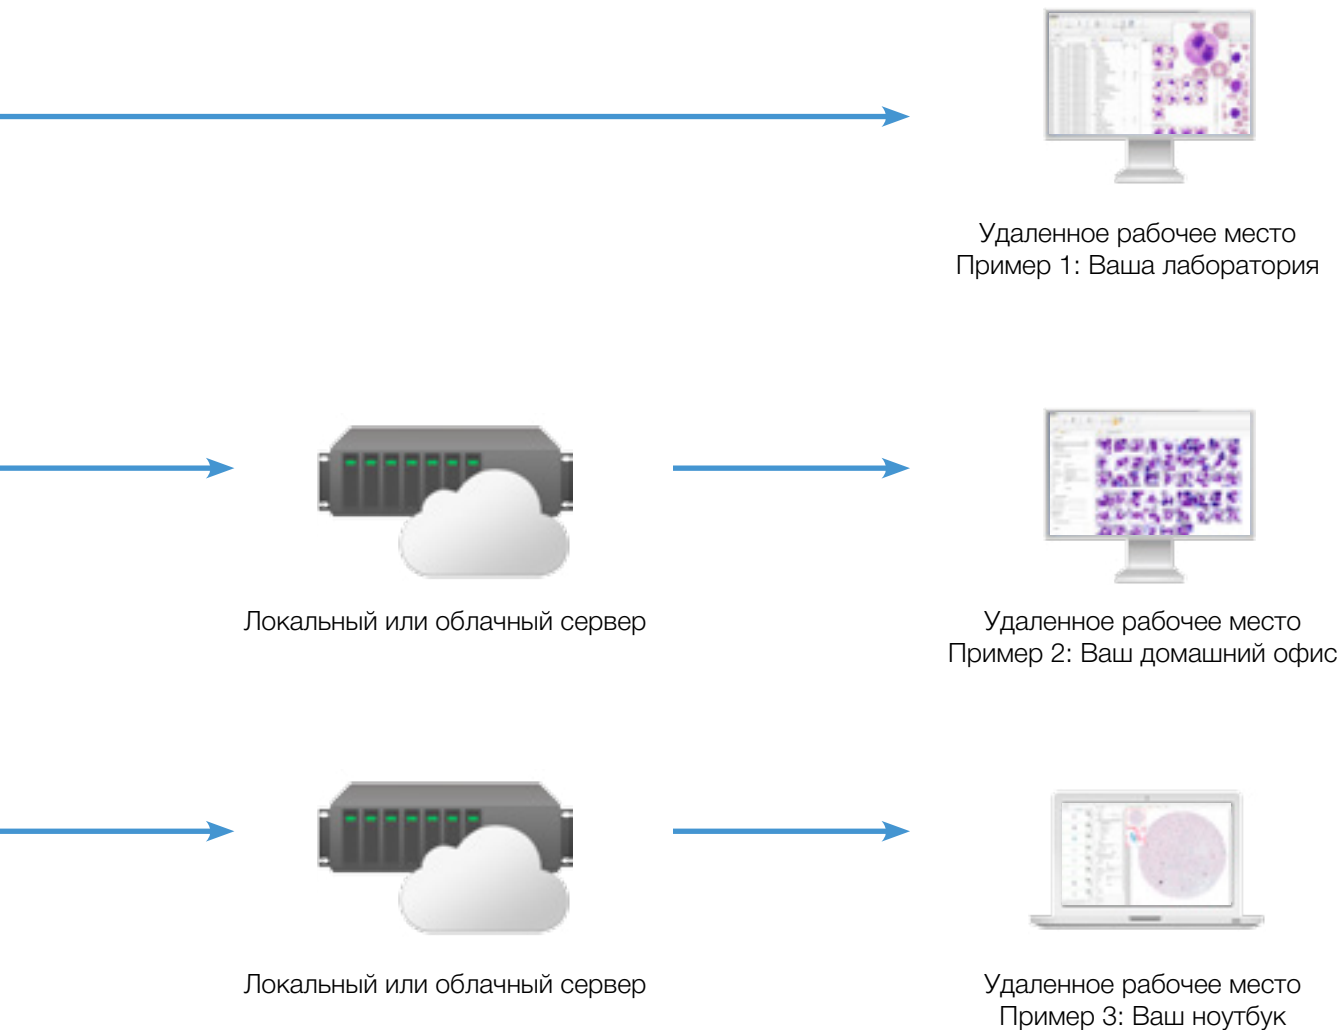 Удаленное рабочее место
Пример 1: Ваша лаборатория
Локальный или облачный сервер
Удаленное рабочее место
Пример 2: Ваш домашний офис
Локальный или облачный сервер
Удаленное рабочее место
Пример 3: Ваш ноутбук